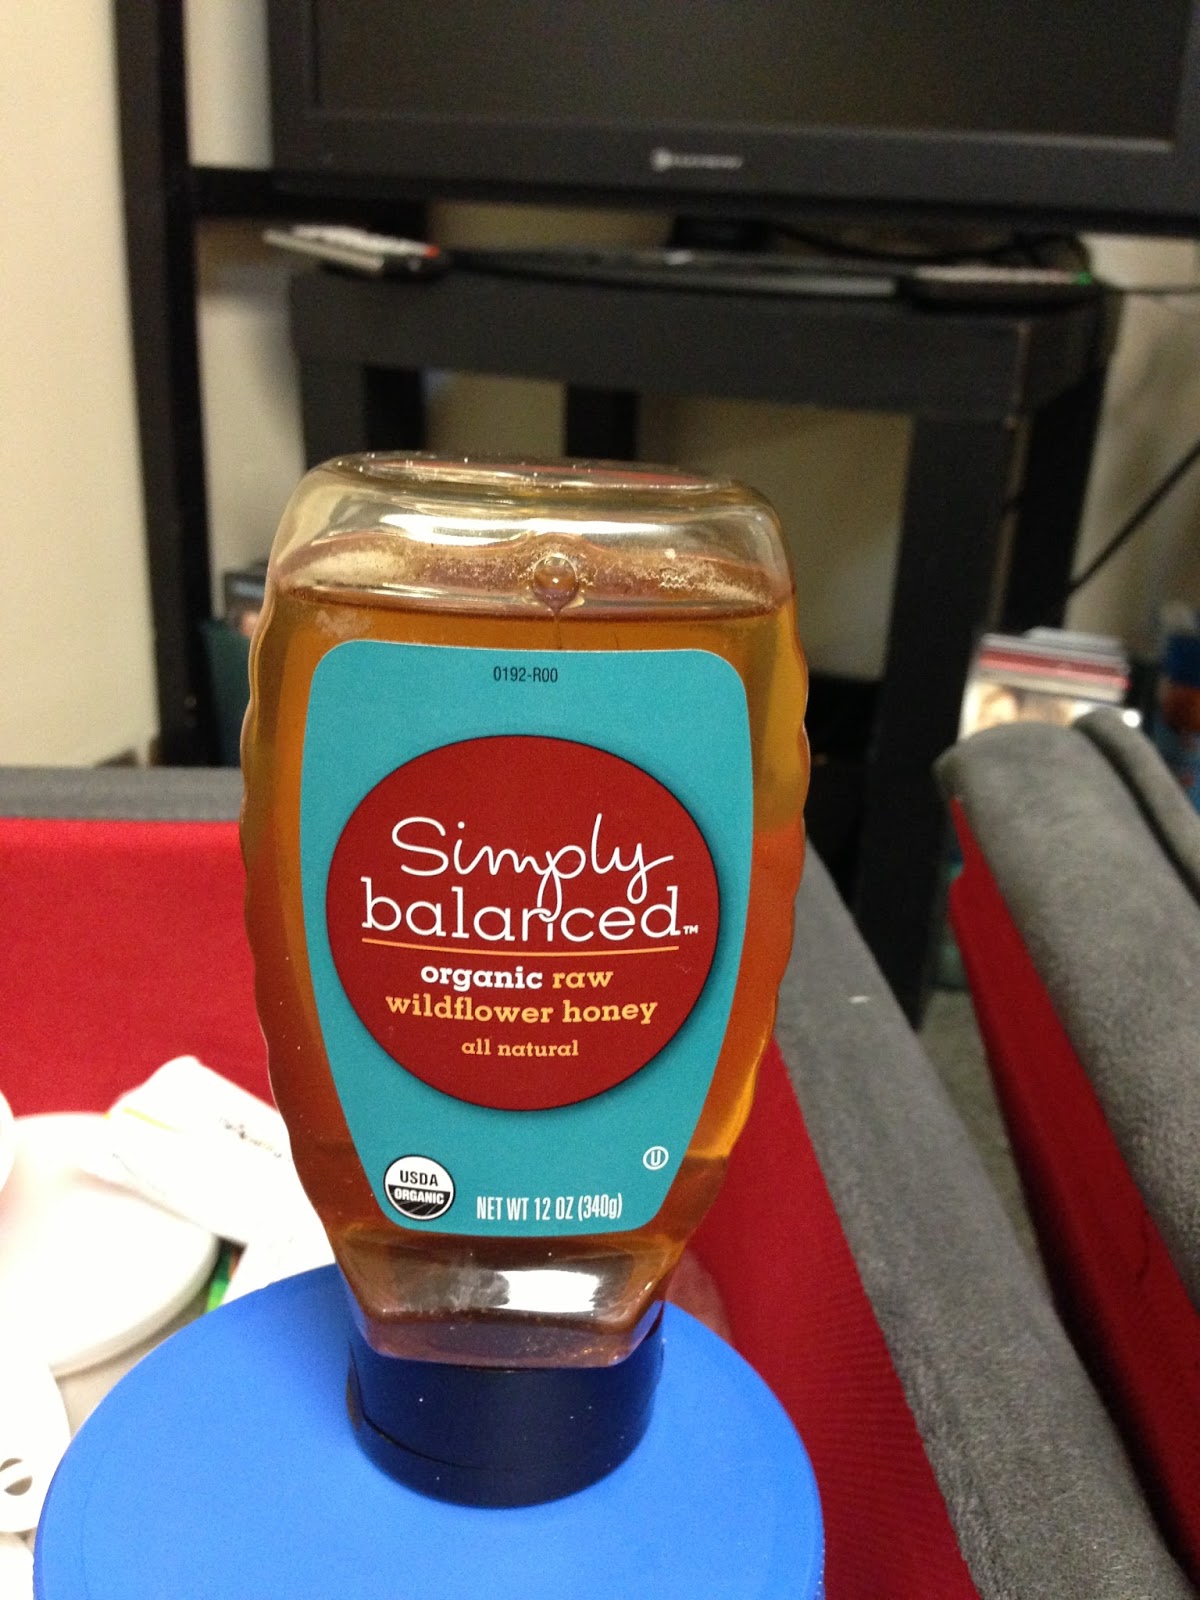 0192-R00
Simply
balanced™
organic raw
wildflower honey
all natural
U
USDA
ORGANIC
NET WT 12 OZ (340g)